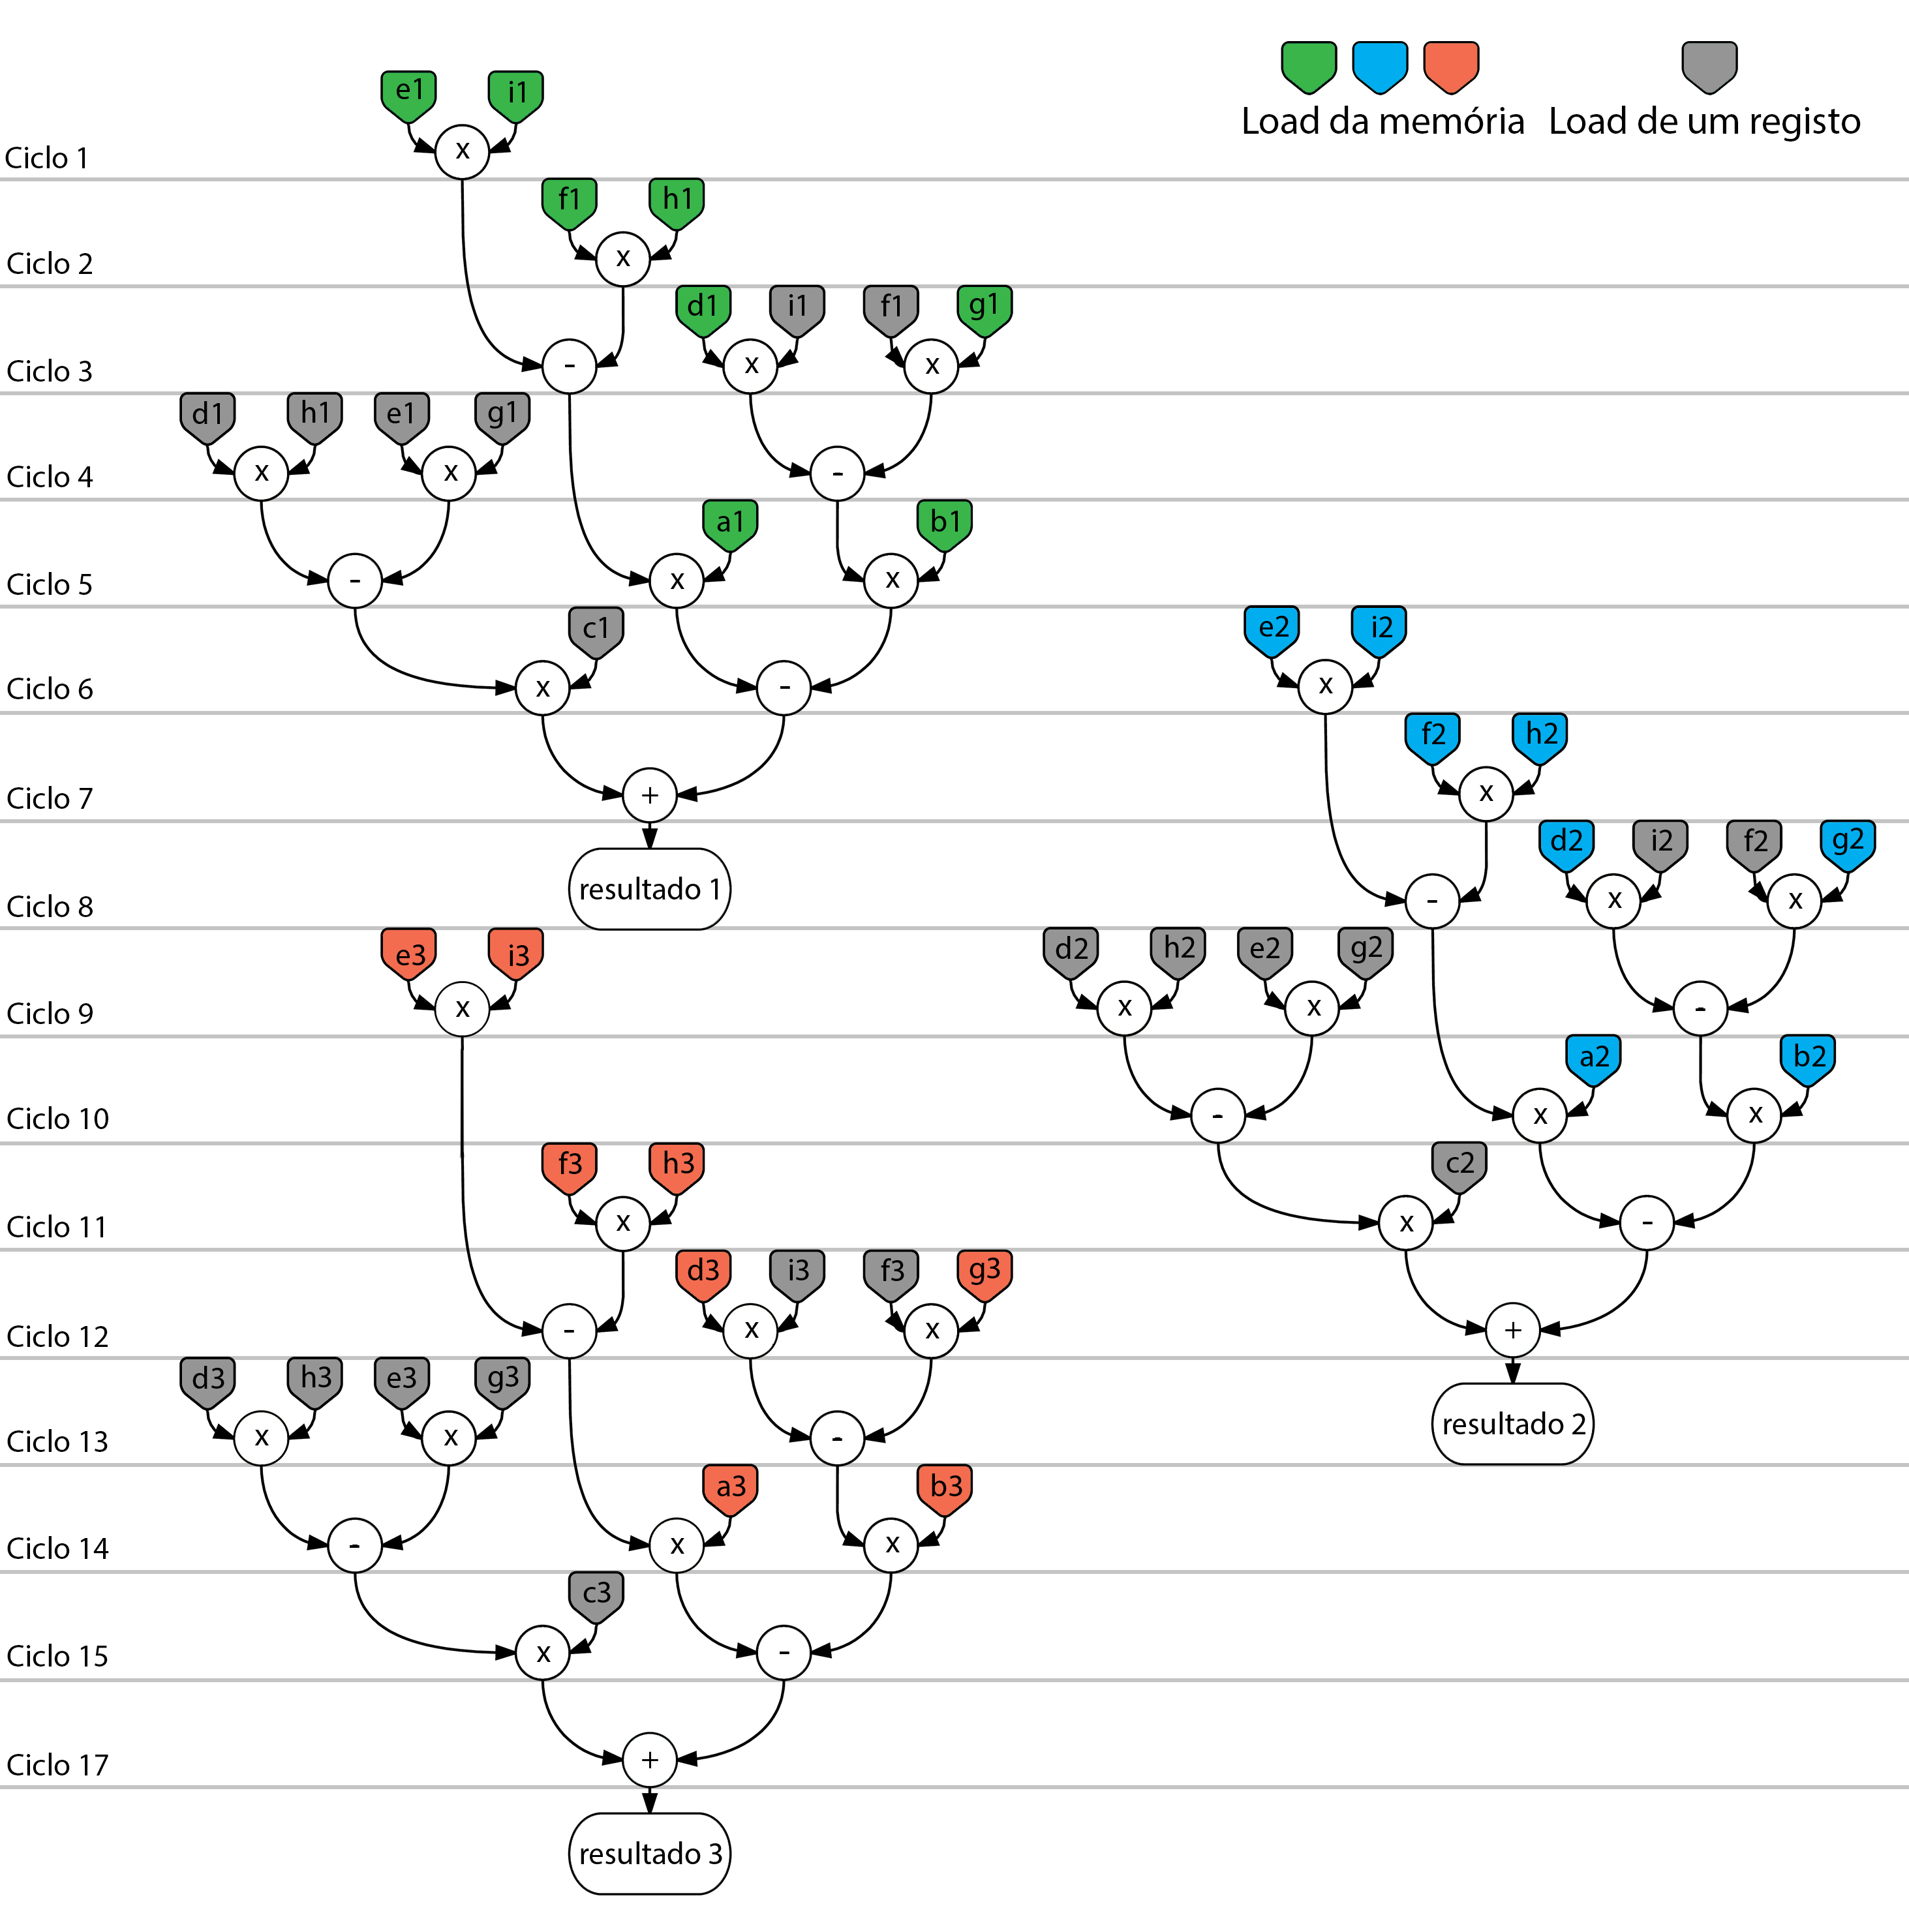 Load da memória Load de um registo
e1 i1
x
Ciclo 1
f1 h1
x
Ciclo 2
d1 i1 f1 g1
- x x
Ciclo 3
d1 h1 e1 g1
x x -
Ciclo 4
a1 b1
- x x
Ciclo 5
c1 e2 i2
x - x
Ciclo 6
f2 h2
+ x
Ciclo 7
d2 i2 f2 g2
resultado 1 - x x
Ciclo 8
e3 i3 d2 h2 e2 g2
x x x -
Ciclo 9
a2 b2
- x x
Ciclo 10
f3 h3 c2
x x -
Ciclo 11
d3 i3 f3 g3
- x x +
Ciclo 12
d3 h3 e3 g3
x x - resultado 2
Ciclo 13
a3 b3
- x x
Ciclo 14
c3
x -
Ciclo 15
+
Ciclo 17
resultado 3